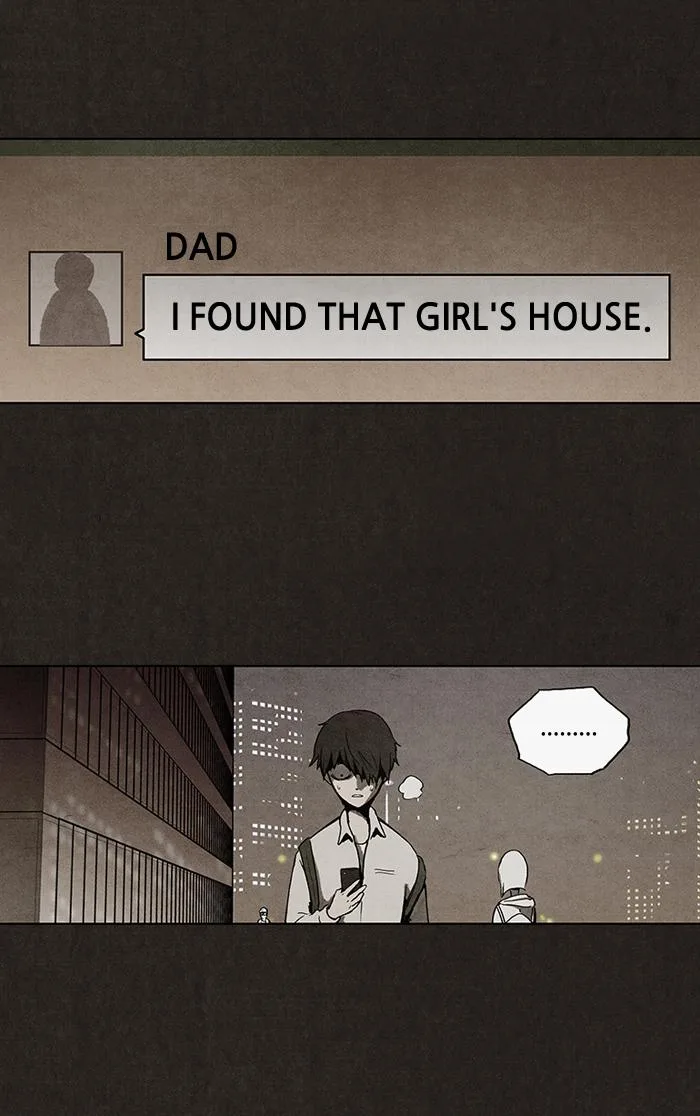 DAD
I FOUND THAT GIRL'S HOUSE.
.........